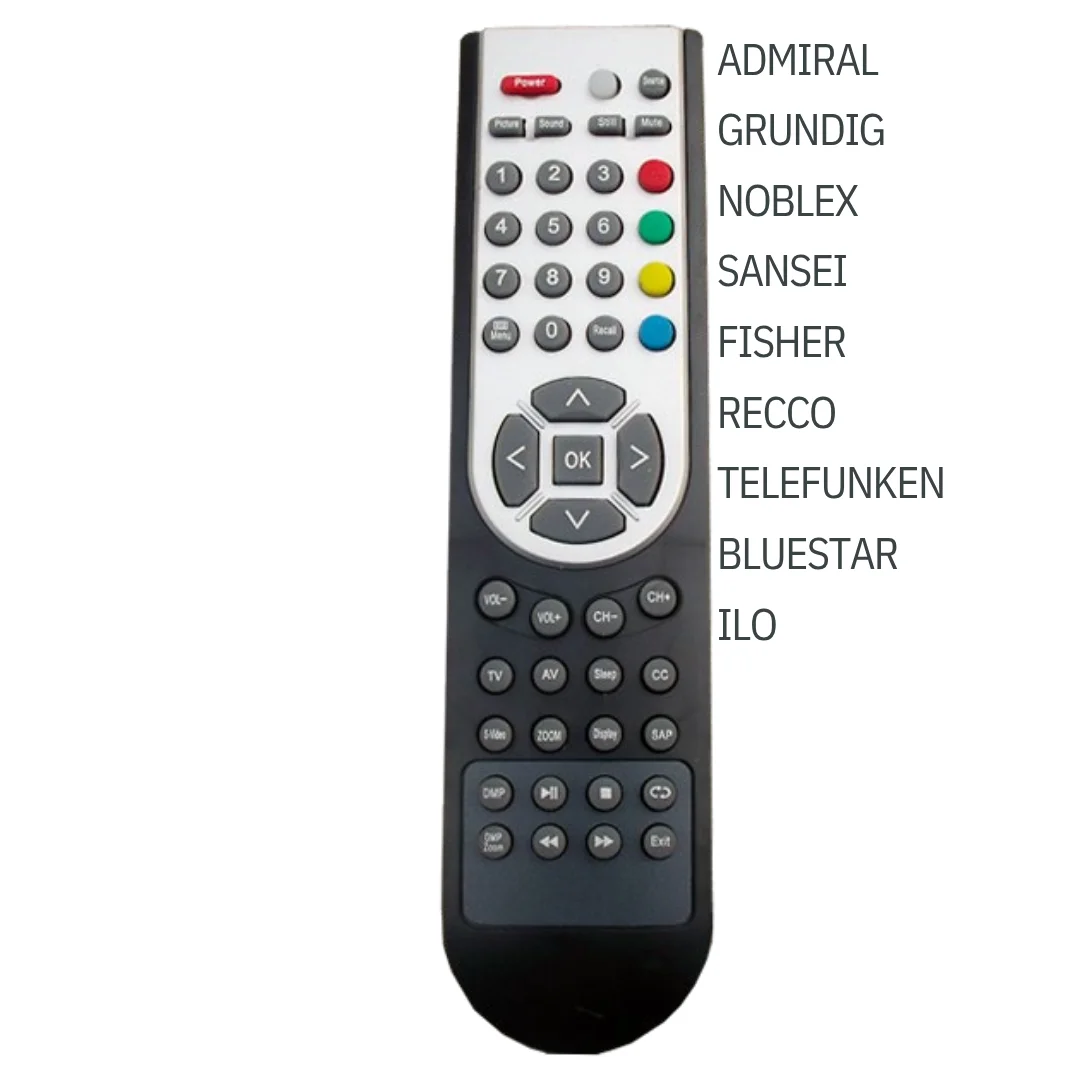 ADMIRAL
GRUNDIG
NOBLEX
SANSEI
FISHER
RECCO
TELEFUNKEN
BLUESTAR
ILO
Power
Source
Picture Sound Still Mute
1 2 3
4 5 6
7 8 9
Menu 0 Recall
OK
VOL- VOL+ CH- CH+
TV AV Sleep CC
S-Video ZOOM Display SAP
DMP
DMP Zoom Exit